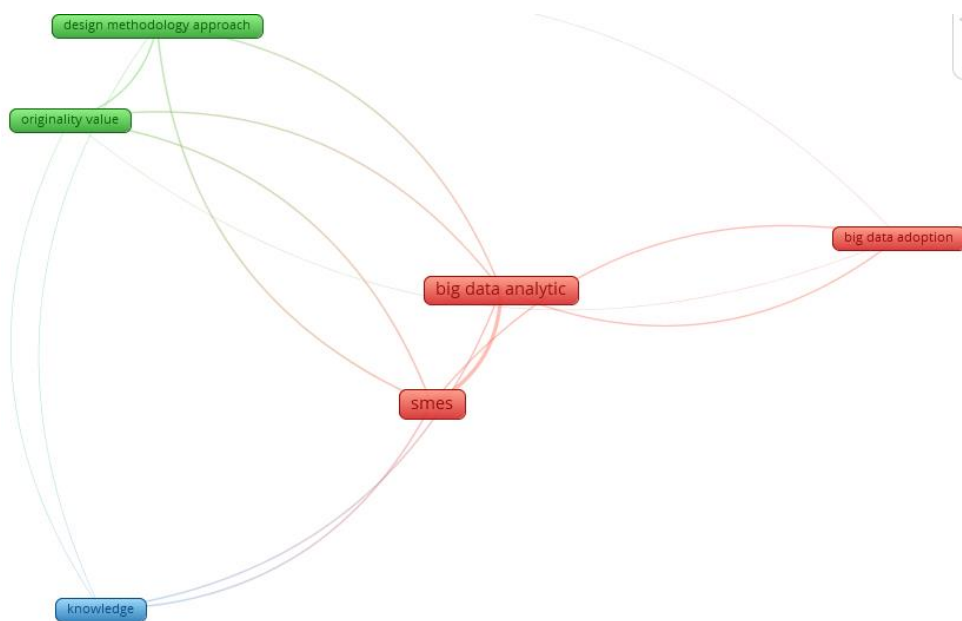 design methodology approach
originality value
big data adoption
big data analytic
smes
knowledge